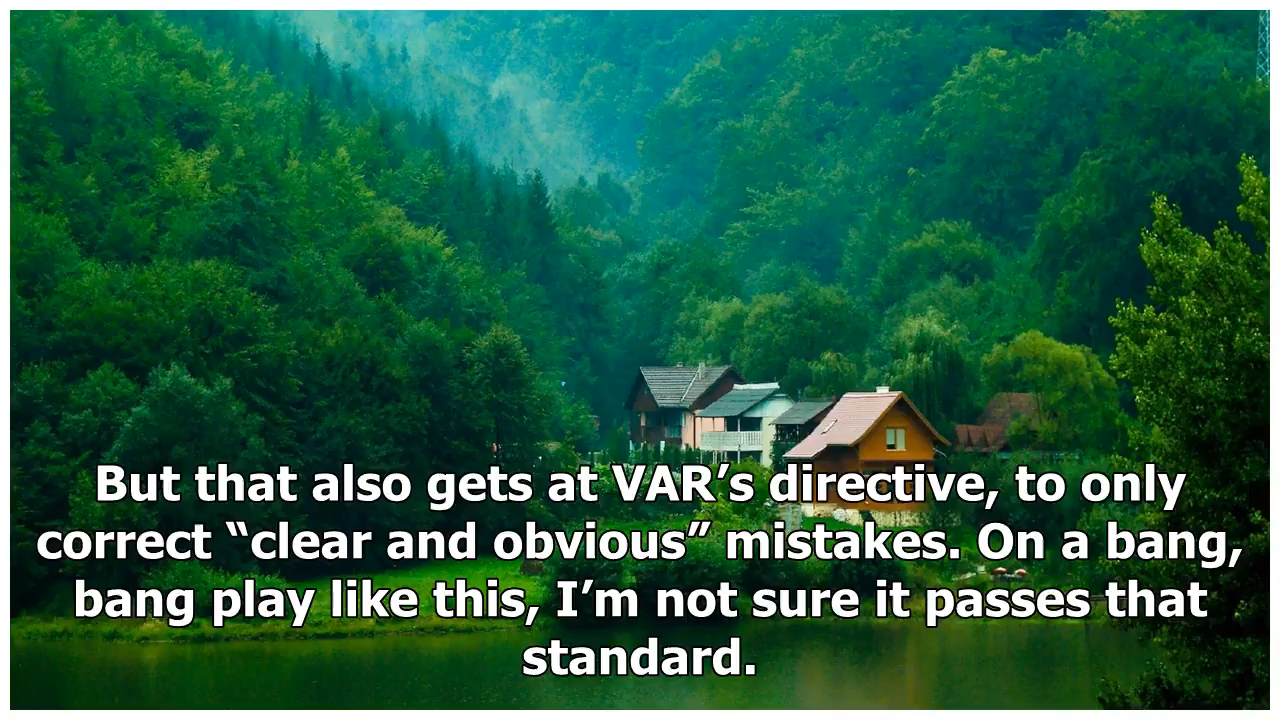 But that also gets at VAR’s directive, to only
correct “clear and obvious” mistakes. On a bang,
bang play like this, I’m not sure it passes that
standard.